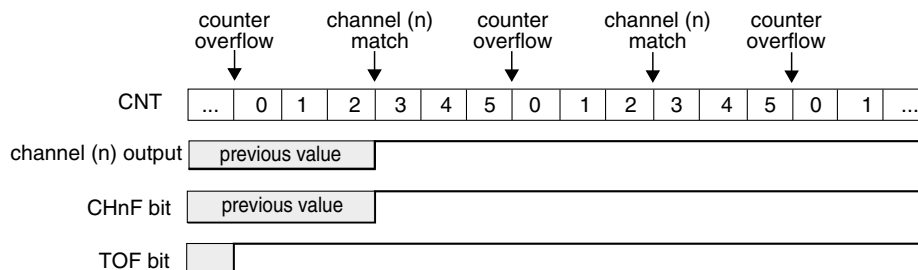 counter overflow
channel (n) match
counter overflow
channel (n) match
counter overflow
CNT ... 0 1 2 3 4 5 0 1 2 3 4 5 0 1 ...
channel (n) output previous value
CHnF bit previous value
TOF bit